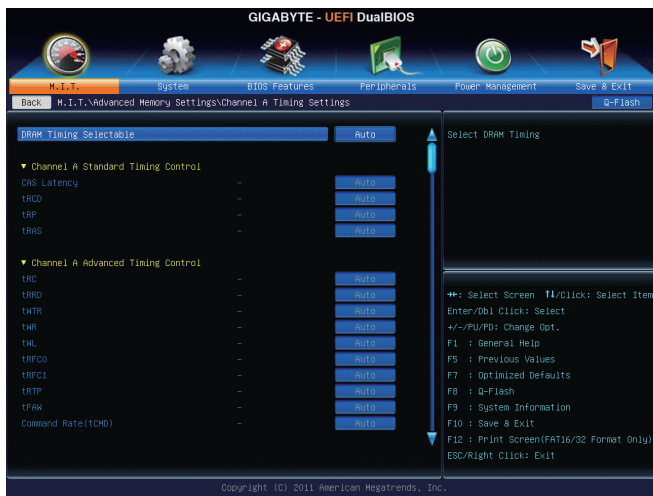 GIGABYTE - UEFI DualBIOS
M.I.T. System BIOS Features Peripherals Power Management Save & Exit
Back M.I.T.\Advanced Memory Settings\Channel A Timing Settings Q-Flash
DRAM Timing Selectable Auto
▼ Channel A Standard Timing Control
CAS Latency - Auto
tRCD - Auto
tRP - Auto
tRAS - Auto
▼ Channel A Advanced Timing Control
tRC - Auto
tRRD - Auto
tWTR - Auto
tWR - Auto
tWL - Auto
tRFC0 - Auto
tRFC1 - Auto
tRTP - Auto
tFAW - Auto
Command Rate(tCMD) - Auto
Select DRAM Timing
→←: Select Screen ↑↓/Click: Select Item
Enter/Dbl Click: Select
+/-/PU/PD: Change Opt.
F1 : General Help
F5 : Previous Values
F7 : Optimized Defaults
F8 : Q-Flash
F9 : System Information
F10 : Save & Exit
F12 : Print Screen(FAT16/32 Format Only)
ESC/Right Click: Exit
Copyright (C) 2011 American Megatrends, Inc.